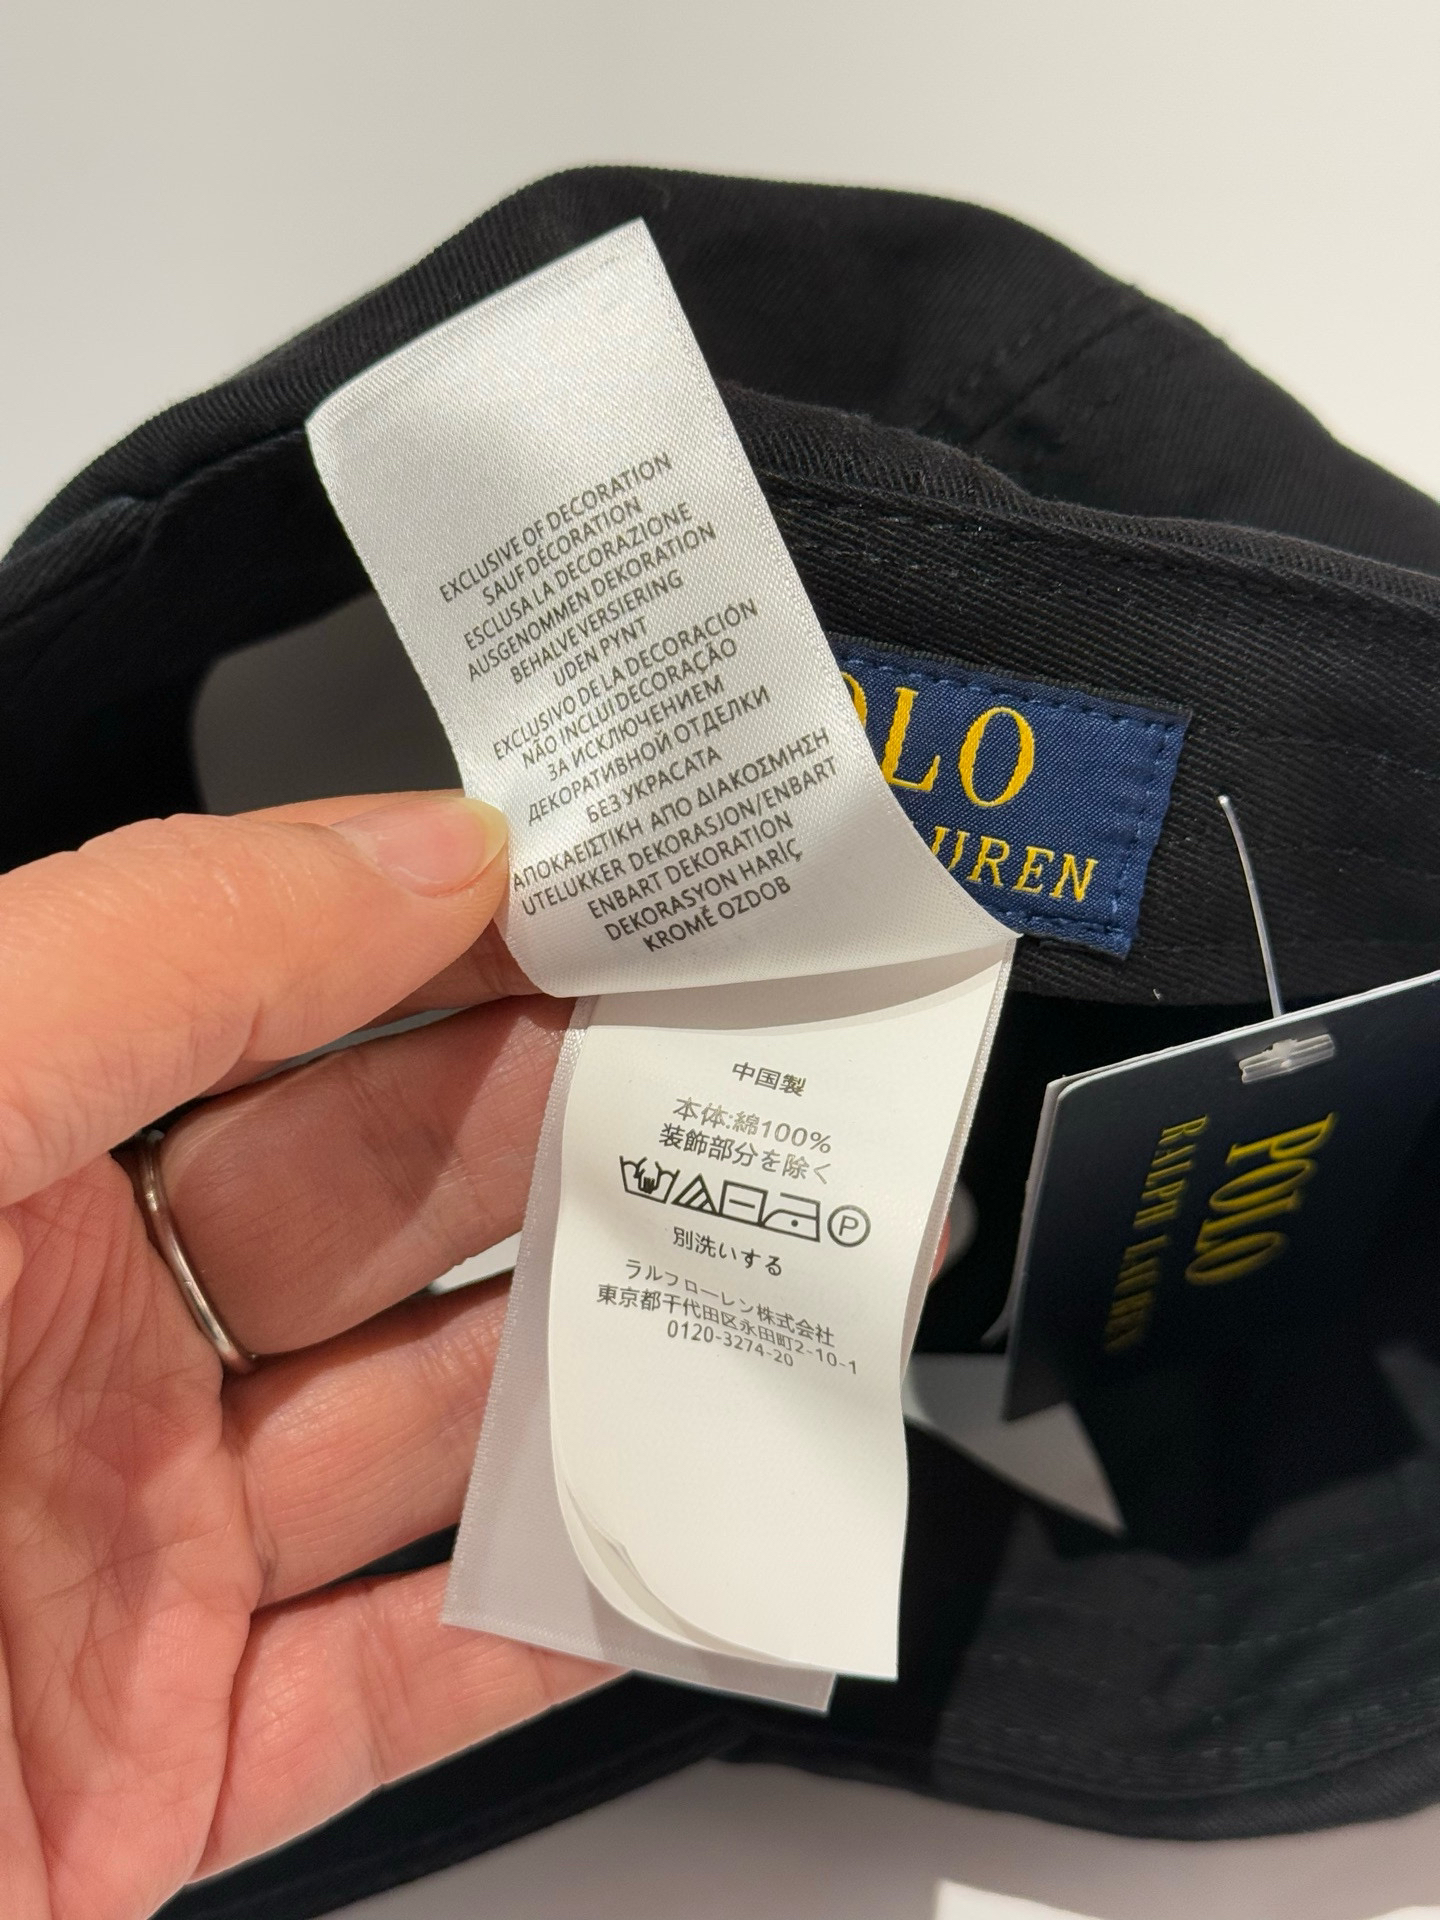 EXCLUSIVE OF DECORATION
SAUF DÉCORATION
ESCLUSA LA DECORAZIONE
AUSGENOMMEN DEKORATION
BEHALVE VERSIERING
UDEN PYNT
EXCLUSIVO DE LA DECORACIÓN
NÃO INCLUI DECORAÇÃO
ЗА ИСКЛЮЧЕНИЕМ
ДЕКОРАТИВНОЙ ОТДЕЛКИ
БЕЗ УКРАСАТА
ΑΠΟΚΛΕΙΣΤΙΚΗ ΑΠΟ ΔΙΑΚΟΣΜΗΣΗ
UTELUKKER DEKORASJON/ENBART
ENBART DEKORATION
DEKORASYON HARİÇ
KROMĚ OZDOB
OLO
UREN
中国製
本体:綿100%
装飾部分を除く
P
別洗いする
ラルフローレン株式会社
東京都千代田区永田町2-10-1
0120-3274-20
POLO
RALPH LAUREN